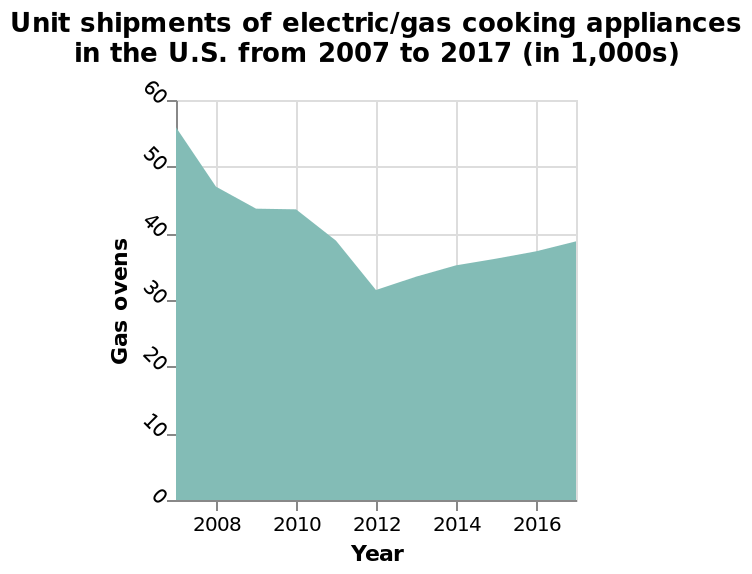 Unit shipments of electric/gas cooking appliances
in the U.S. from 2007 to 2017 (in 1,000s)
60
50
40
30
20
10
0
Gas ovens
2008 2010 2012 2014 2016
Year